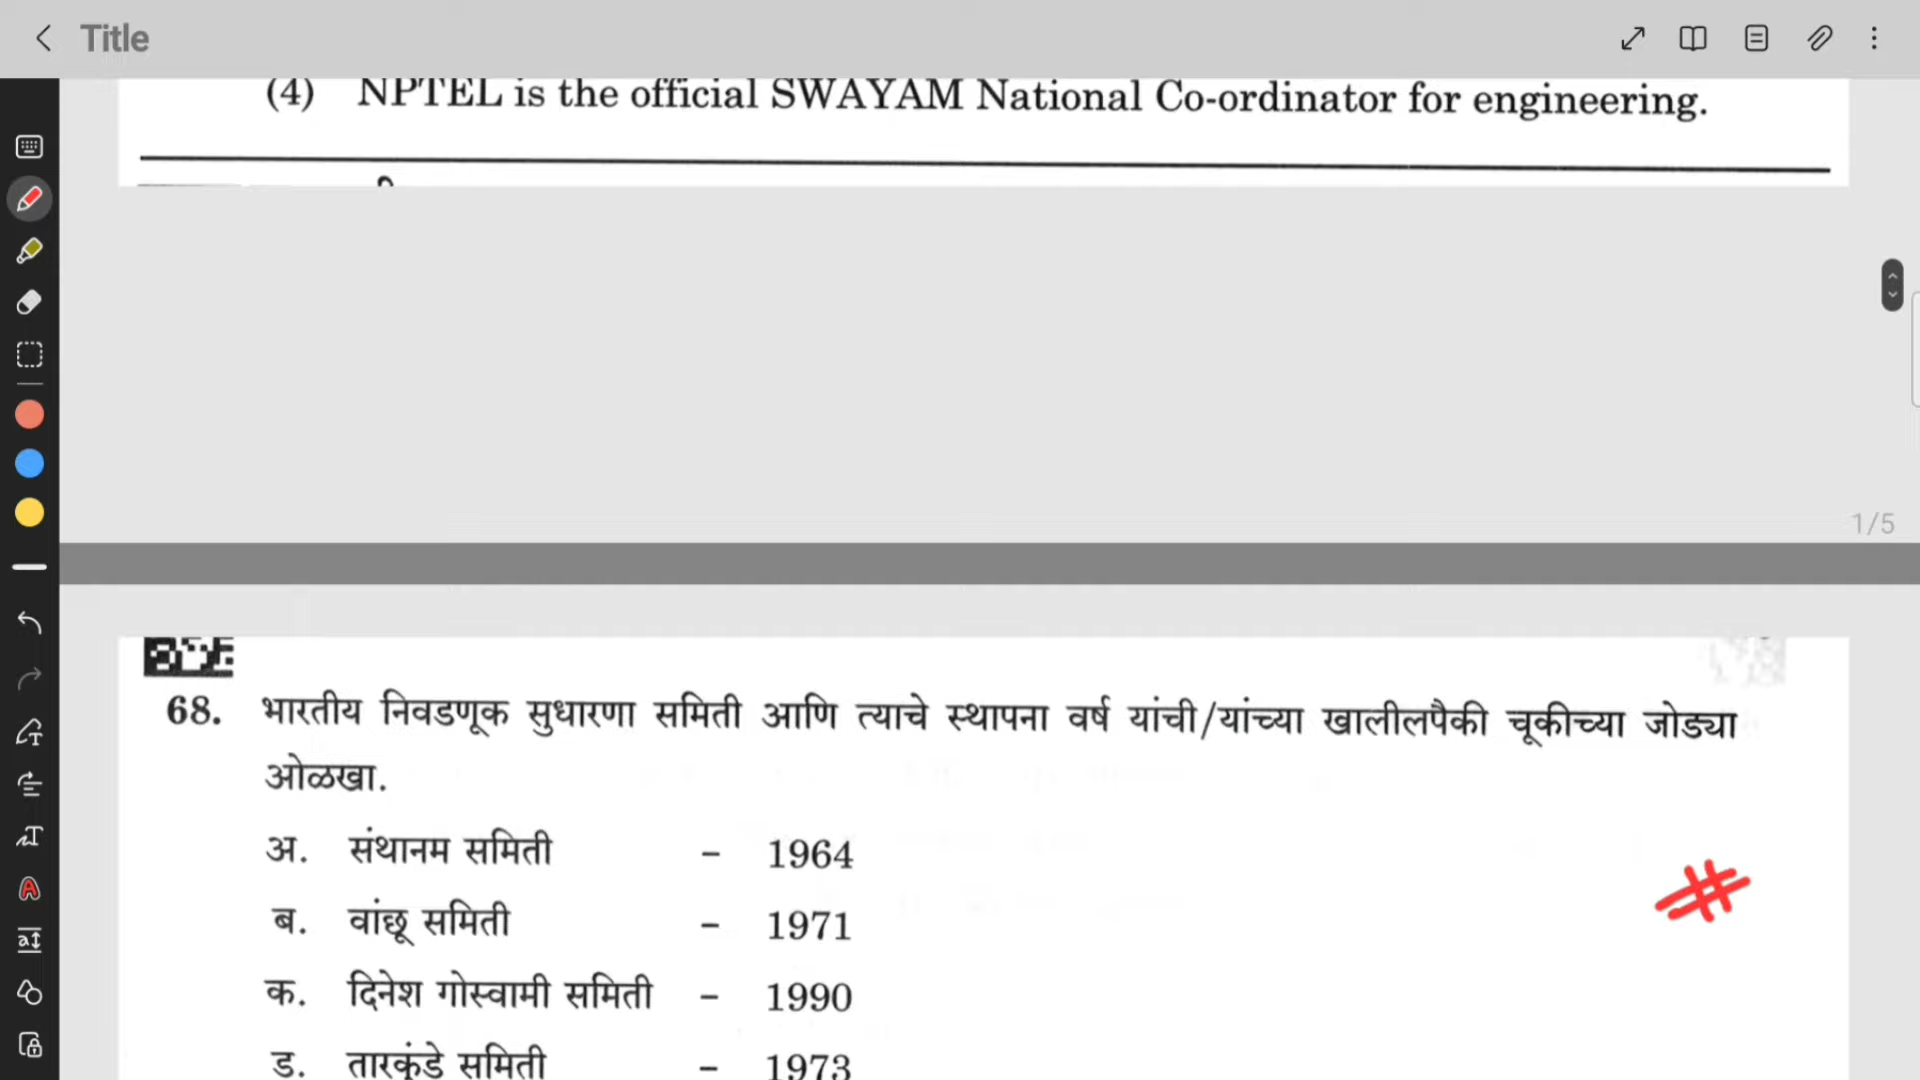 Title
(4) NPTEL is the official SWAYAM National Co-ordinator for engineering.
1/5
68. भारतीय निवडणूक सुधारणा समिती आणि त्याचे स्थापना वर्ष यांची/यांच्या खालीलपैकी चूकीच्या जोड्या
ओळखा.
अ. संथानम समिती - 1964
ब. वांछू समिती - 1971
क. दिनेश गोस्वामी समिती - 1990
ड. तारकुंडे समिती - 1973